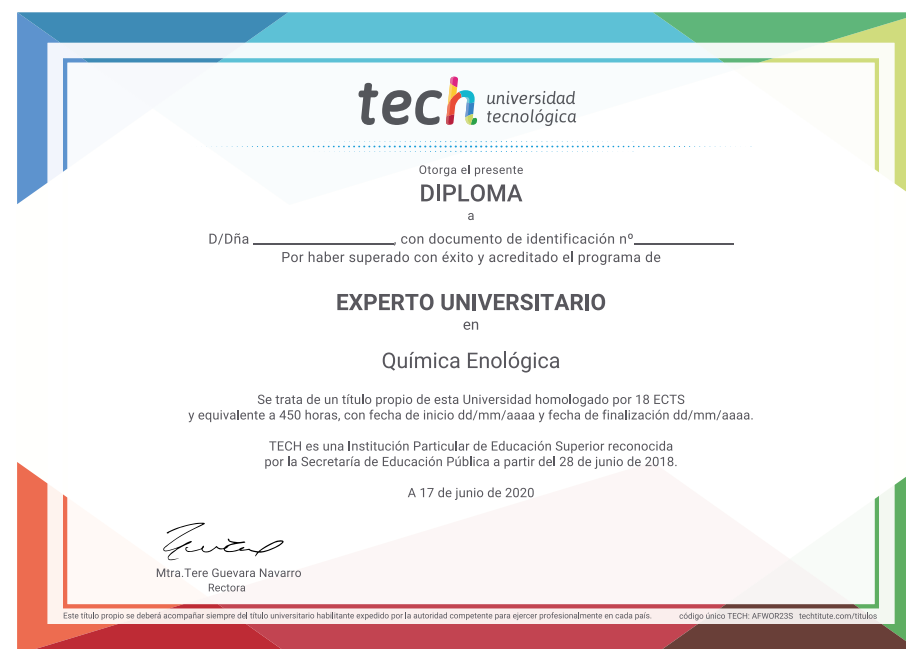 tech universidad
tecnológica
Otorga el presente
DIPLOMA
a
D/Dña ________________, con documento de identificación nº____________
Por haber superado con éxito y acreditado el programa de
EXPERTO UNIVERSITARIO
en
Química Enológica
Se trata de un título propio de esta Universidad homologado por 18 ECTS
y equivalente a 450 horas, con fecha de inicio dd/mm/aaaa y fecha de finalización dd/mm/aaaa.
TECH es una Institución Particular de Educación Superior reconocida
por la Secretaría de Educación Pública a partir del 28 de junio de 2018.
A 17 de junio de 2020
Mtra.Tere Guevara Navarro
Rectora
Este título propio se deberá acompañar siempre del título universitario habilitante expedido por la autoridad competente para ejercer profesionalmente en cada país. código único TECH: AFWOR23S techtitute.com/títulos